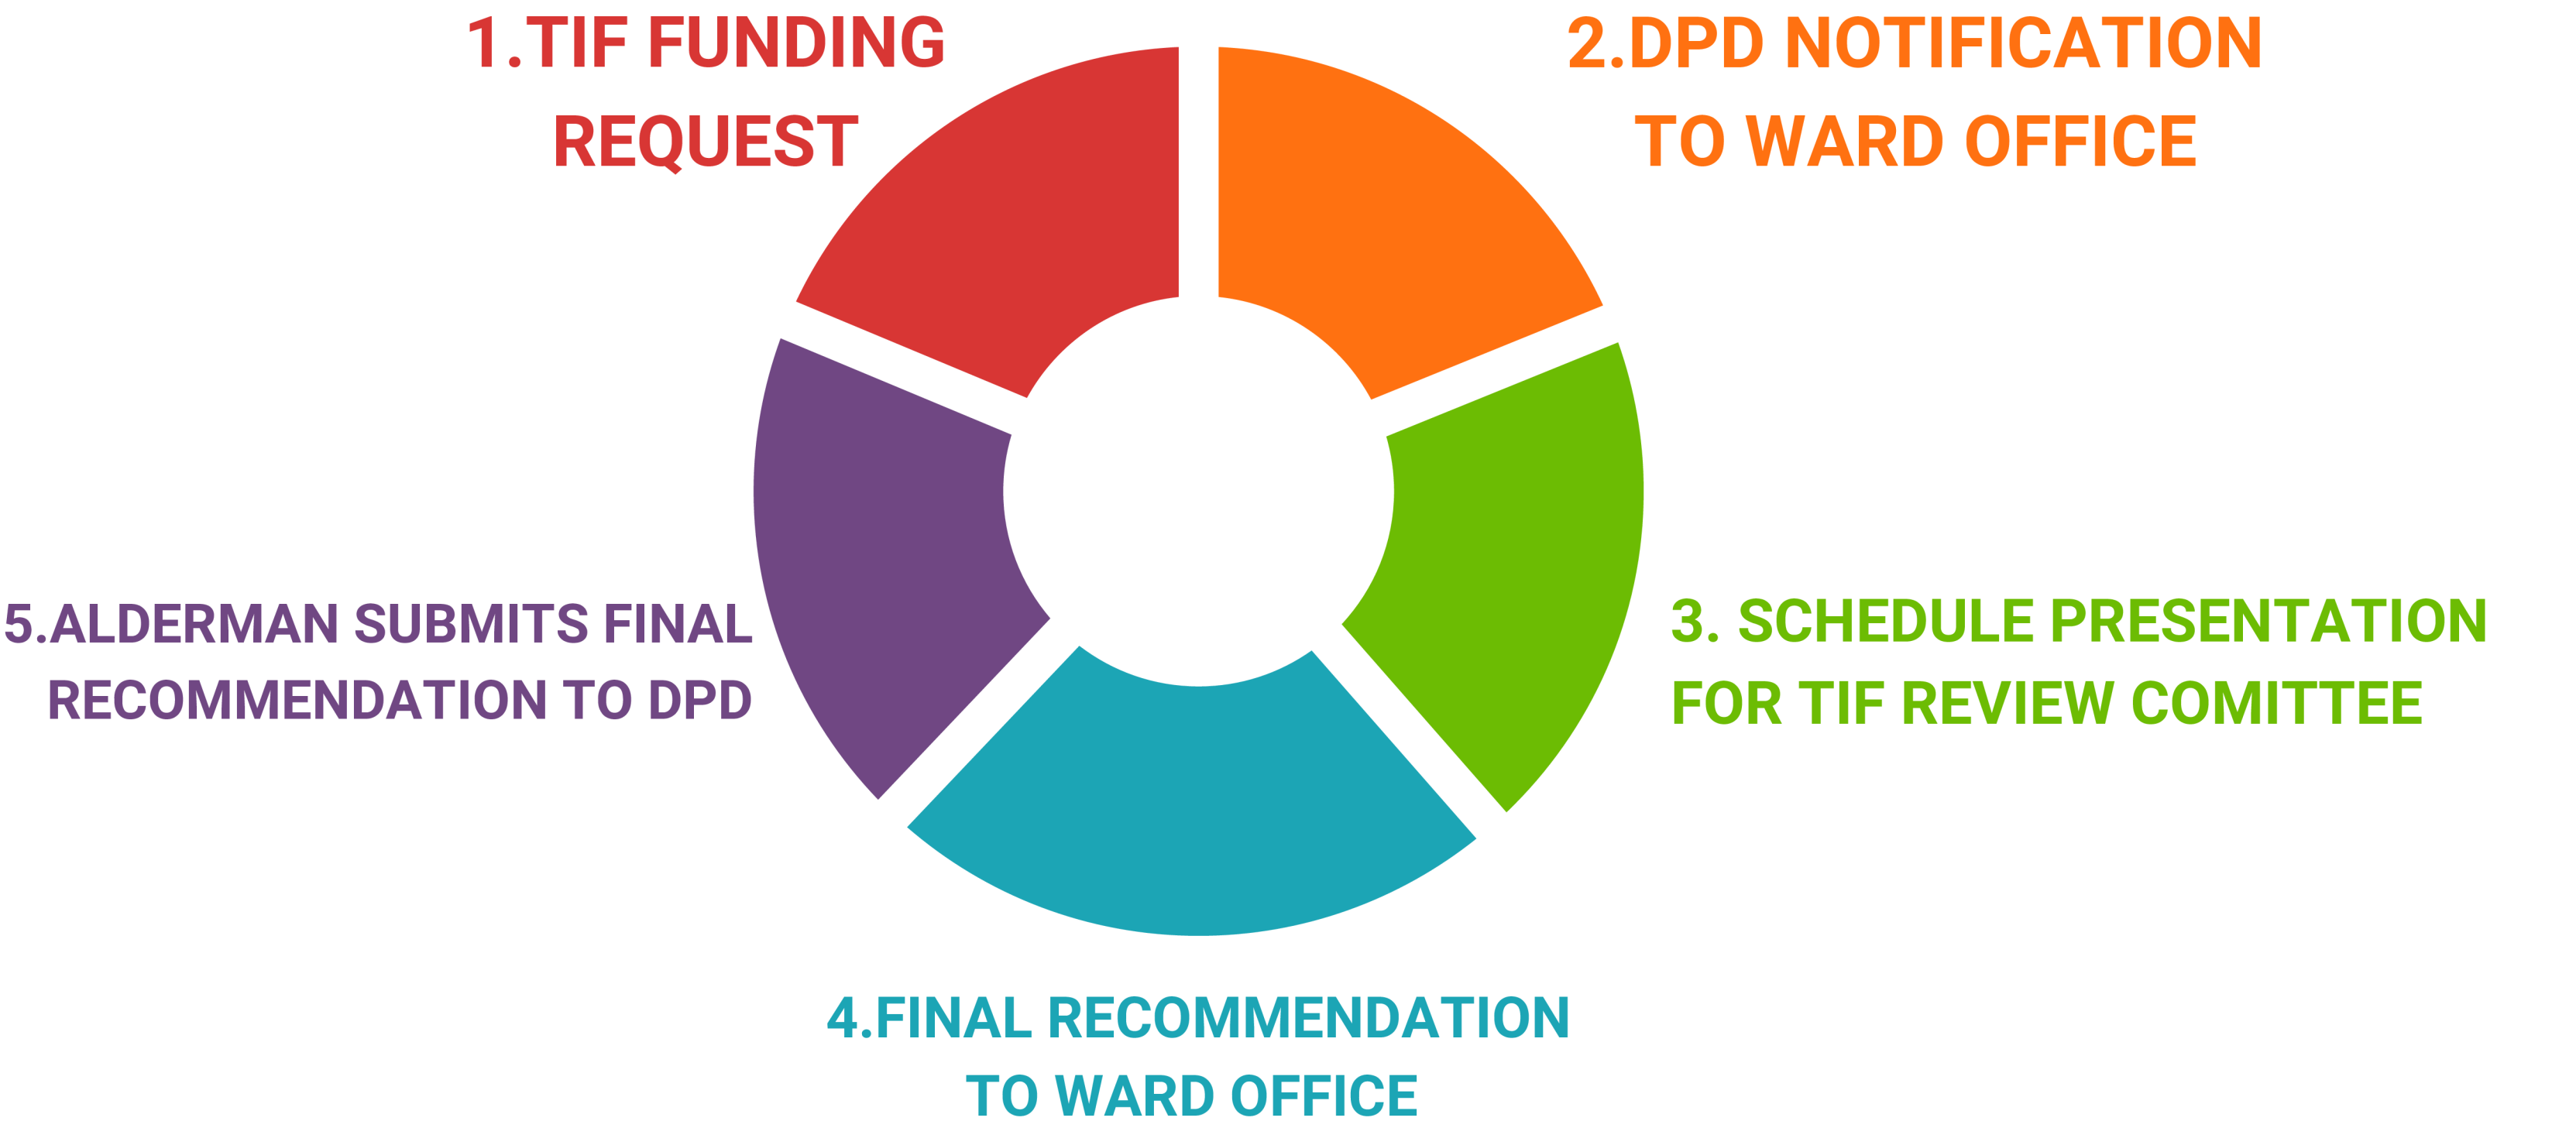 1.TIF FUNDING
REQUEST
2.DPD NOTIFICATION
TO WARD OFFICE
3. SCHEDULE PRESENTATION
FOR TIF REVIEW COMITTEE
4.FINAL RECOMMENDATION
TO WARD OFFICE
5.ALDERMAN SUBMITS FINAL
RECOMMENDATION TO DPD